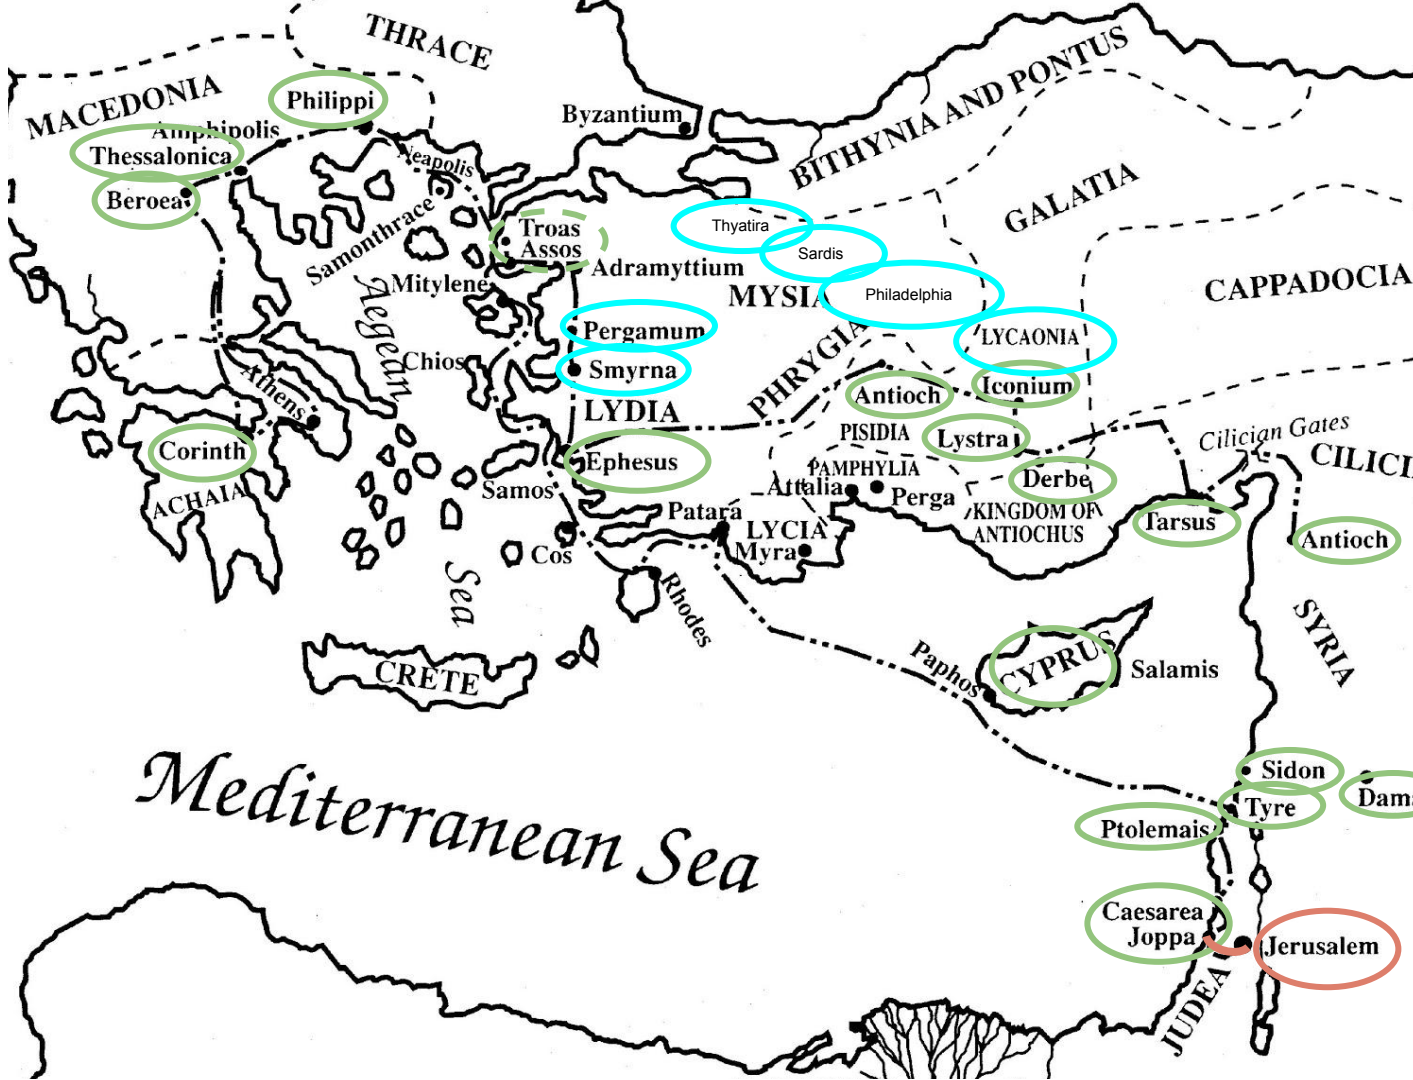 THRACE
MACEDONIA
Philippi
Byzantium
BITHYNIA AND PONTUS
Amphipolis
Thessalonica
Neapolis
Beroea
GALATIA
Samonthrace
Troas
Assos
Thyatira
Sardis
Adramyttium
Mitylene
MYSIA
Philadelphia
CAPPADOCIA
Aegean
Sea
Pergamum
LYCAONIA
Chios
Smyrna
PHRYGIA
Antioch
Iconium
Athens
LYDIA
PISIDIA
Lystra
Cilician Gates
Corinth
Ephesus
CILICI
ACHAIA
Samos
PAMPHYLIA
Attalia
Perga
Derbe
Patara
LYCIA
KINGDOM OF
ANTIOCHUS
Tarsus
Antioch
Cos
Myra
Rhodes
SYRIA
CRETE
Paphos
CYPRUS
Salamis
Mediterranean Sea
Sidon
Tyre
Dam
Ptolemais
Caesarea
Joppa
Jerusalem
JUDEA